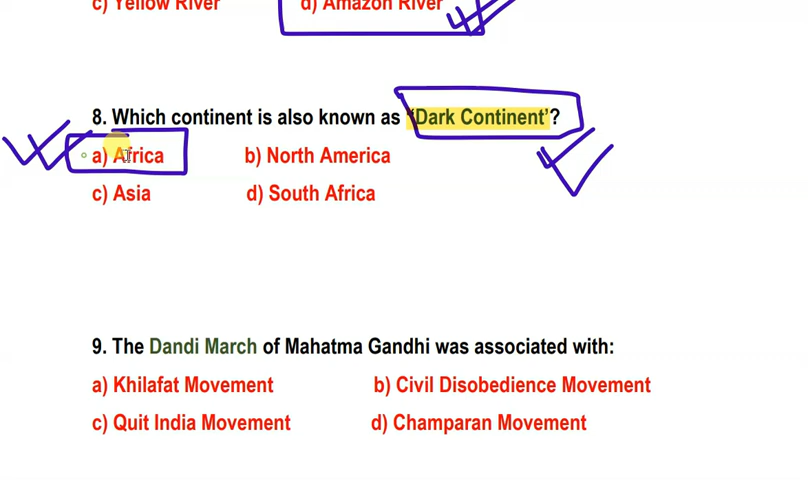 c) Yellow River d) Amazon River
8. Which continent is also known as 'Dark Continent'?
a) Africa b) North America
c) Asia d) South Africa
9. The Dandi March of Mahatma Gandhi was associated with:
a) Khilafat Movement b) Civil Disobedience Movement
c) Quit India Movement d) Champaran Movement